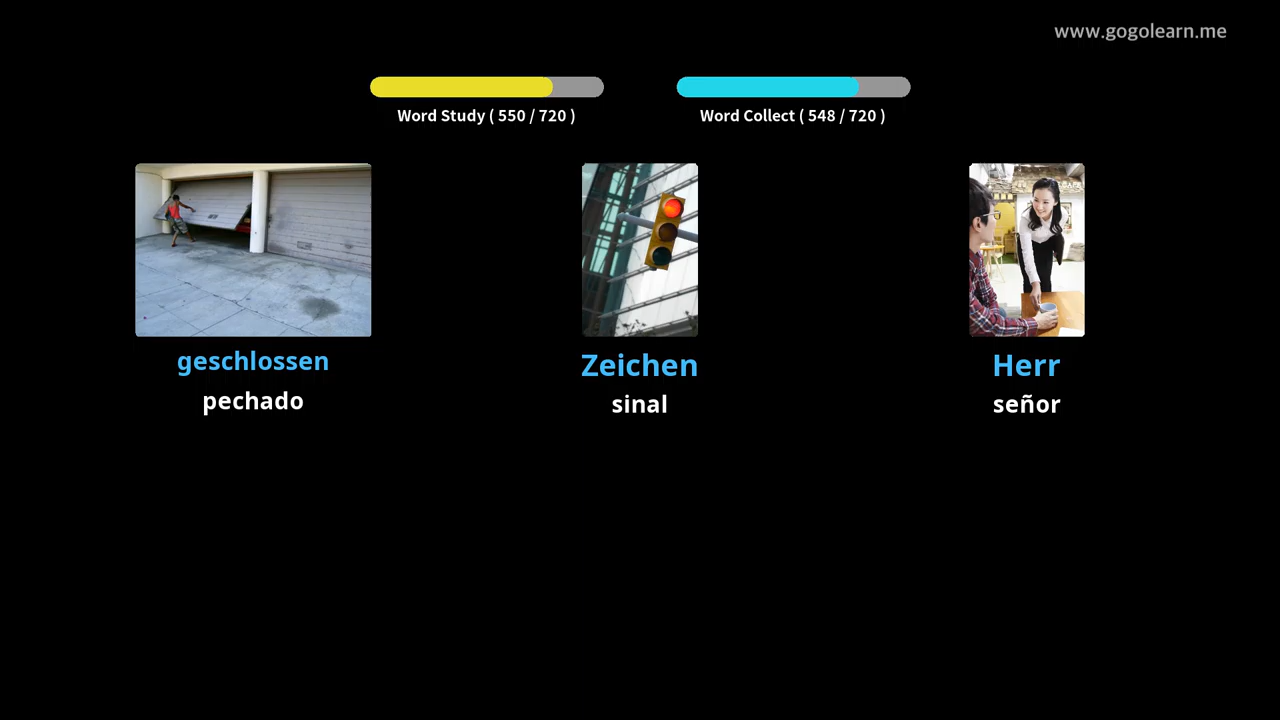 www.gogolearn.me
Word Study ( 550 / 720 )
Word Collect ( 548 / 720 )
geschlossen
pechado
Zeichen
sinal
Herr
señor